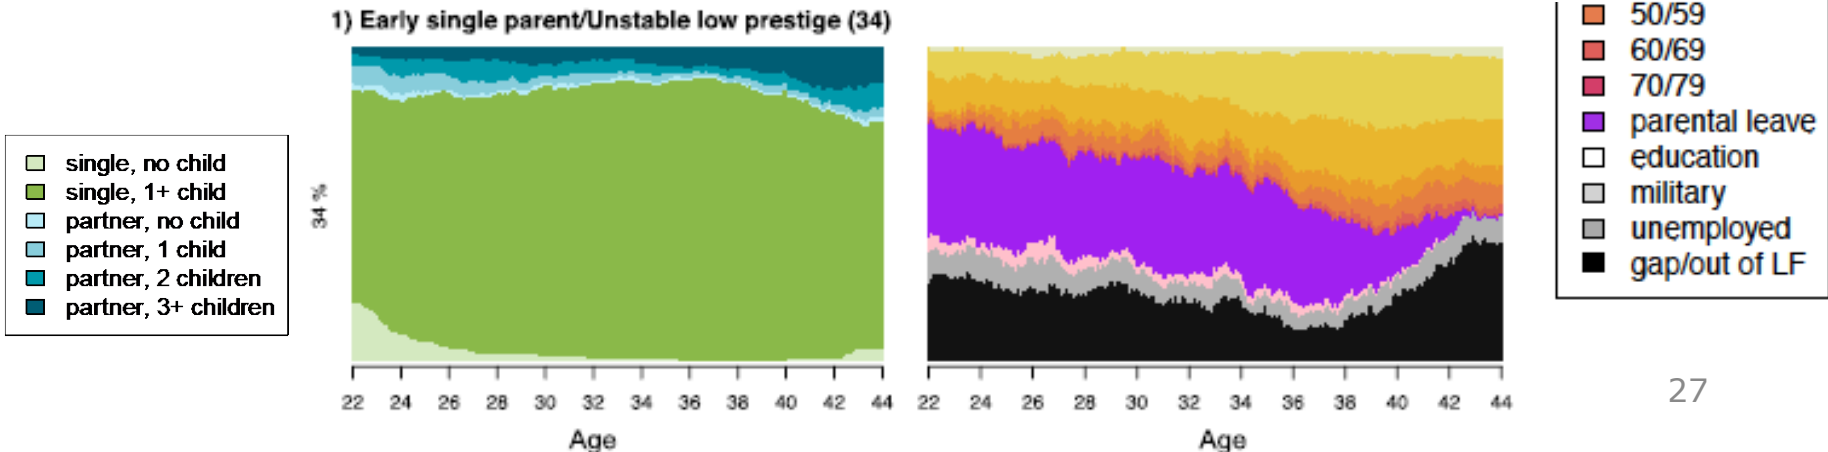 1) Early single parent/Unstable low prestige (34)
single, no child
single, 1+ child
partner, no child
partner, 1 child
partner, 2 children
partner, 3+ children
34 %
22 24 26 28 30 32 34 36 38 40 42 44
Age
22 24 26 28 30 32 34 36 38 40 42 44
Age
50/59
60/69
70/79
parental leave
education
military
unemployed
gap/out of LF
27